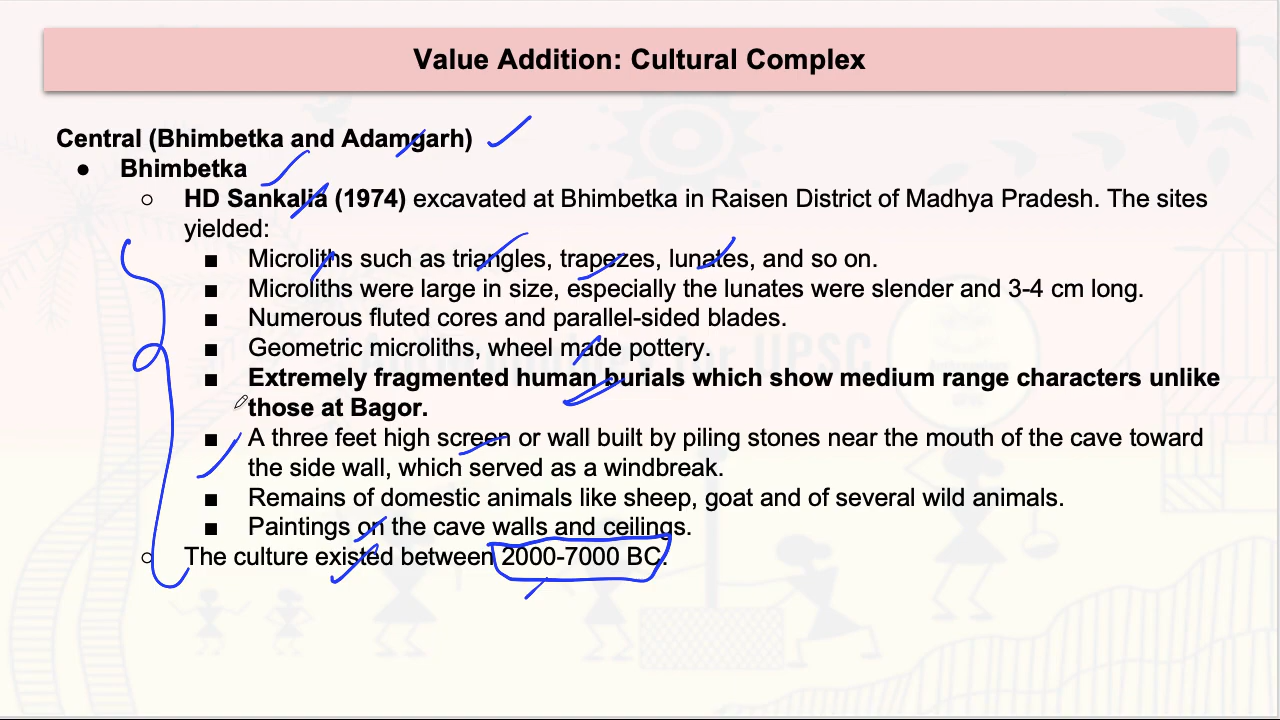 Value Addition: Cultural Complex
Central (Bhimbetka and Adamgarh)
● Bhimbetka
○ HD Sankalia (1974) excavated at Bhimbetka in Raisen District of Madhya Pradesh. The sites
yielded:
■ Microliths such as triangles, trapezes, lunates, and so on.
■ Microliths were large in size, especially the lunates were slender and 3-4 cm long.
■ Numerous fluted cores and parallel-sided blades.
■ Geometric microliths, wheel made pottery.
■ Extremely fragmented human burials which show medium range characters unlike
those at Bagor.
■ A three feet high screen or wall built by piling stones near the mouth of the cave toward
the side wall, which served as a windbreak.
■ Remains of domestic animals like sheep, goat and of several wild animals.
■ Paintings on the cave walls and ceilings.
○ The culture existed between 2000-7000 BC.
UPSC